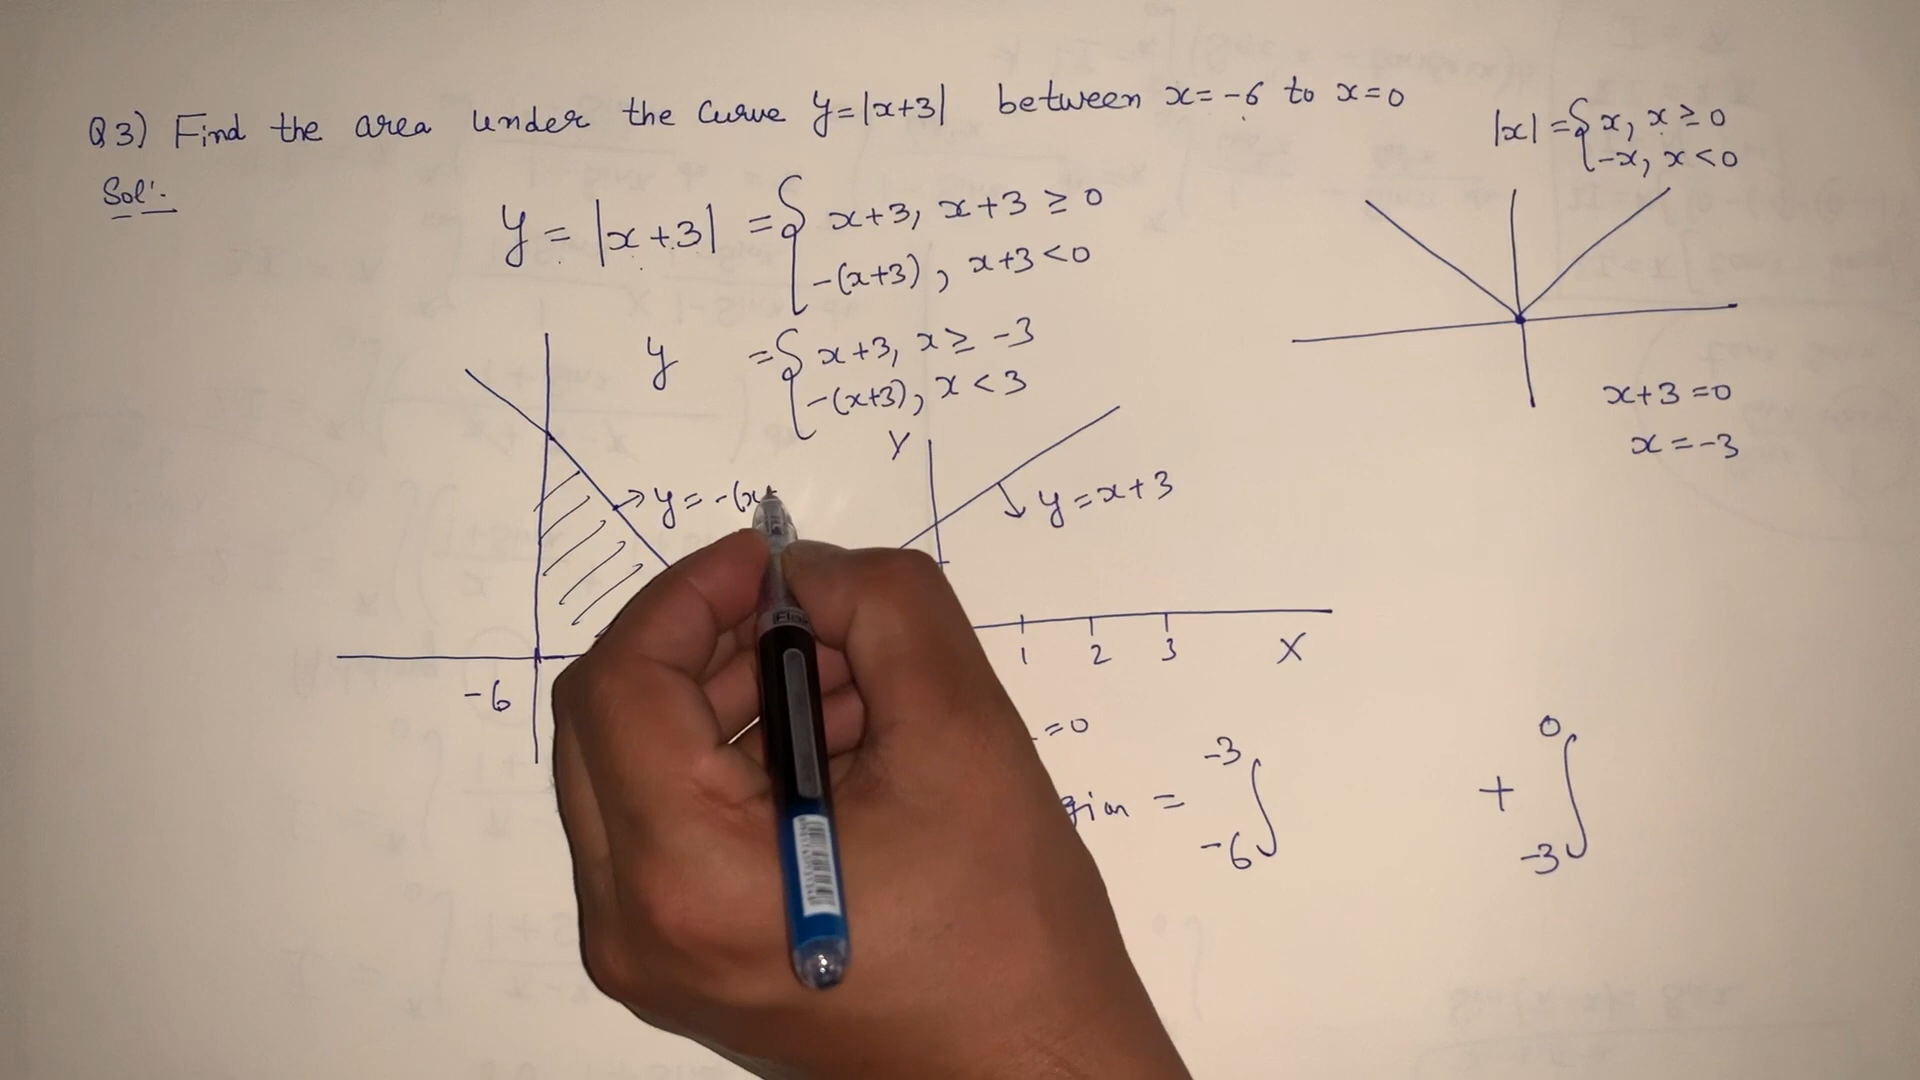 Q3) Find the area under the Curve y=|x+3| between x=-6 to x=0
Sol':-
|x| = { x, x ≥ 0
-x, x < 0
y = |x+3| = { x+3, x+3 ≥ 0
-(x+3), x+3 < 0
y = { x+3, x ≥ -3
-(x+3), x < 3
x+3 = 0
x = -3
Y
y = -(x
y = x+3
1 2 3 X
-6
=0
= ∫_{-6}^{-3} + ∫_{-3}^{0}